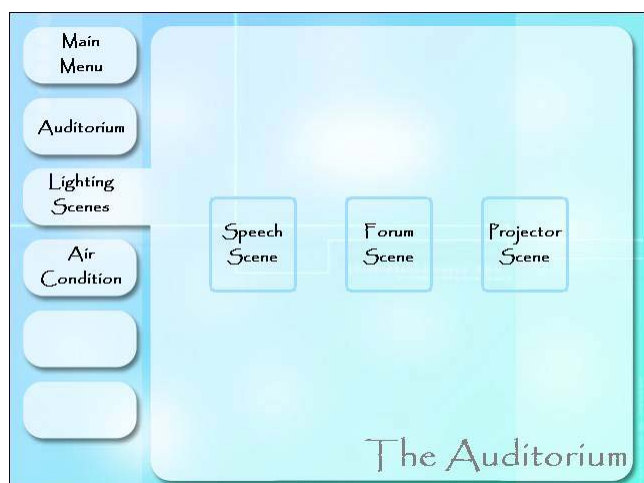 Main
Menu
Auditorium
Lighting
Scenes
Air
Condition
Speech
Scene
Forum
Scene
Projector
Scene
The Auditorium